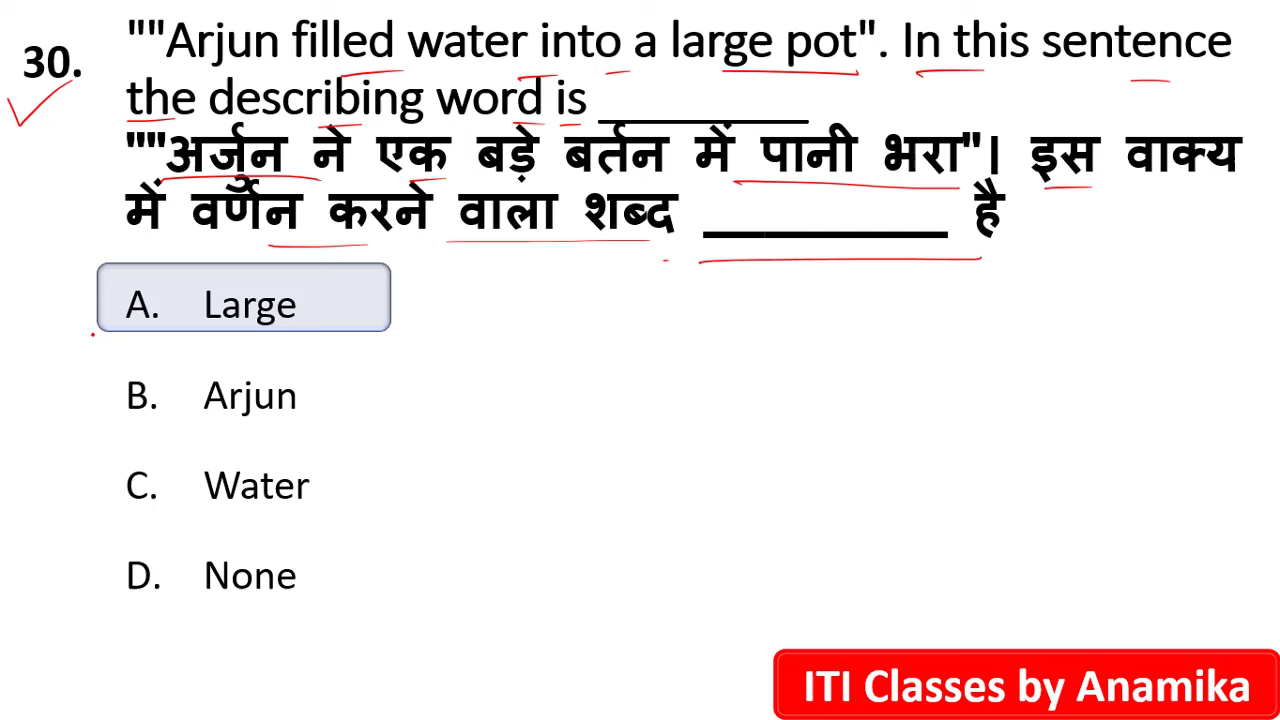 30. ""Arjun filled water into a large pot". In this sentence
the describing word is __________
""अर्जुन ने एक बड़े बर्तन में पानी भरा"। इस वाक्य
में वर्णन करने वाला शब्द __________ है
A. Large
B. Arjun
C. Water
D. None
ITI Classes by Anamika